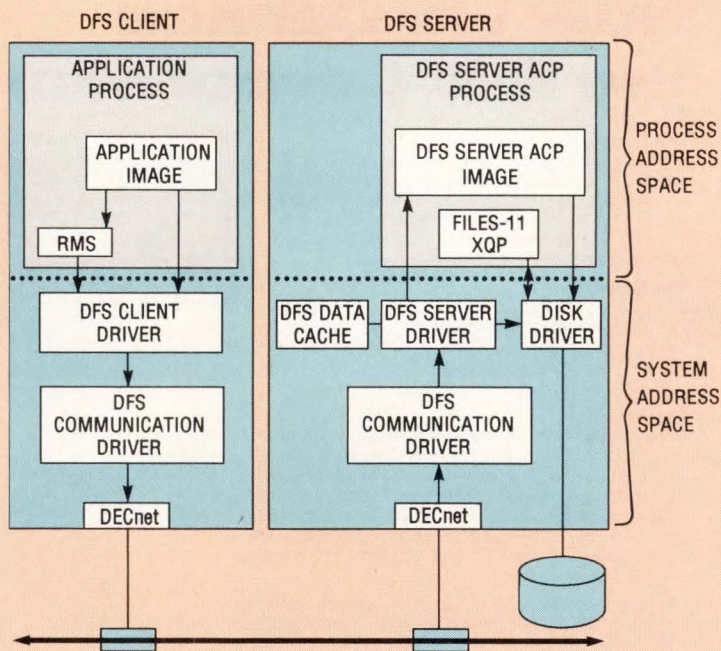 DFS CLIENT
APPLICATION
PROCESS
APPLICATION
IMAGE
RMS
DFS CLIENT
DRIVER
DFS
COMMUNICATION
DRIVER
DECnet
DFS SERVER
DFS SERVER ACP
PROCESS
DFS SERVER ACP
IMAGE
FILES-11
XQP
DFS DATA
CACHE
DFS SERVER
DRIVER
DISK
DRIVER
DFS
COMMUNICATION
DRIVER
DECnet
PROCESS
ADDRESS
SPACE
SYSTEM
ADDRESS
SPACE